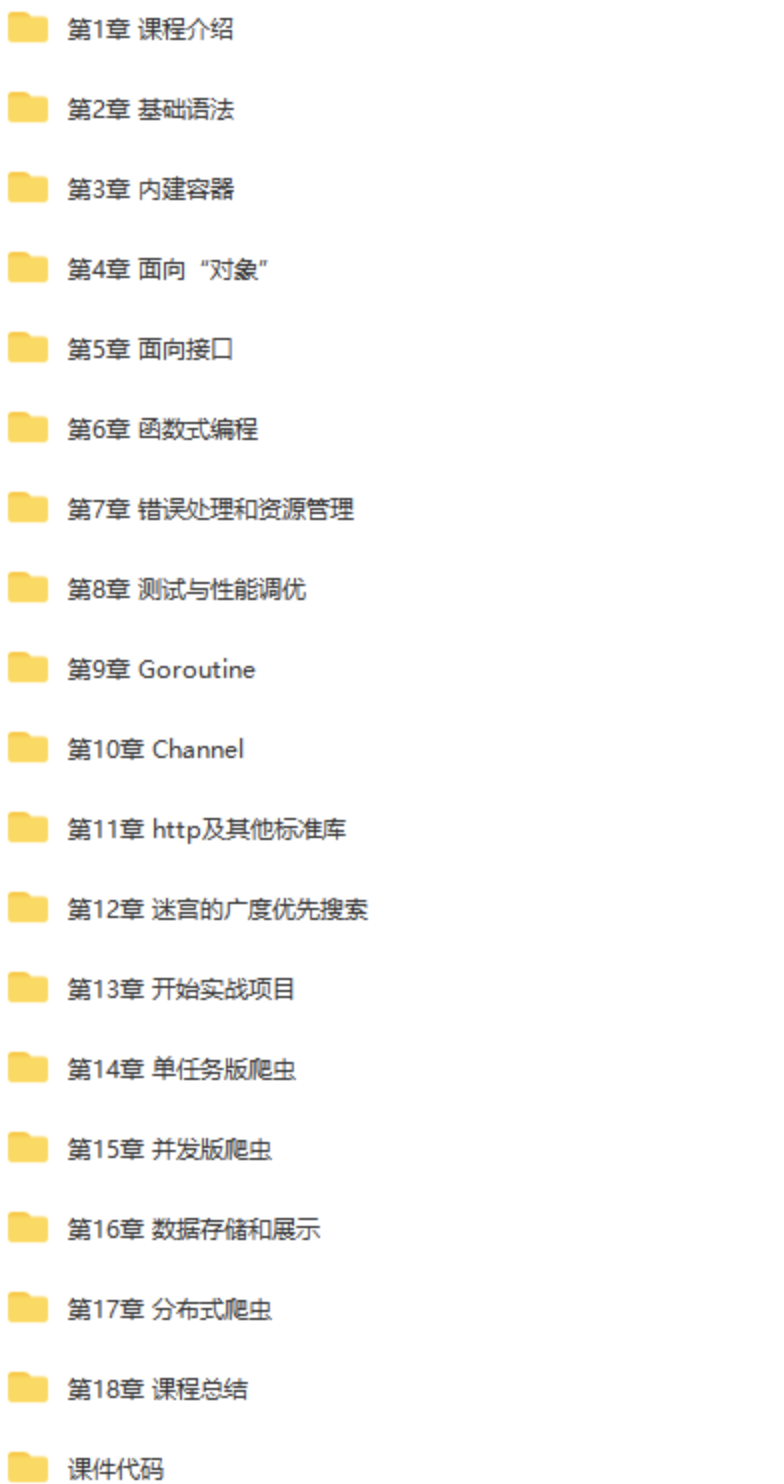 第1章 课程介绍
第2章 基础语法
第3章 内建容器
第4章 面向“对象”
第5章 面向接口
第6章 函数式编程
第7章 错误处理和资源管理
第8章 测试与性能调优
第9章 Goroutine
第10章 Channel
第11章 http及其他标准库
第12章 迷宫的广度优先搜索
第13章 开始实战项目
第14章 单任务版爬虫
第15章 并发版爬虫
第16章 数据存储和展示
第17章 分布式爬虫
第18章 课程总结
课件代码